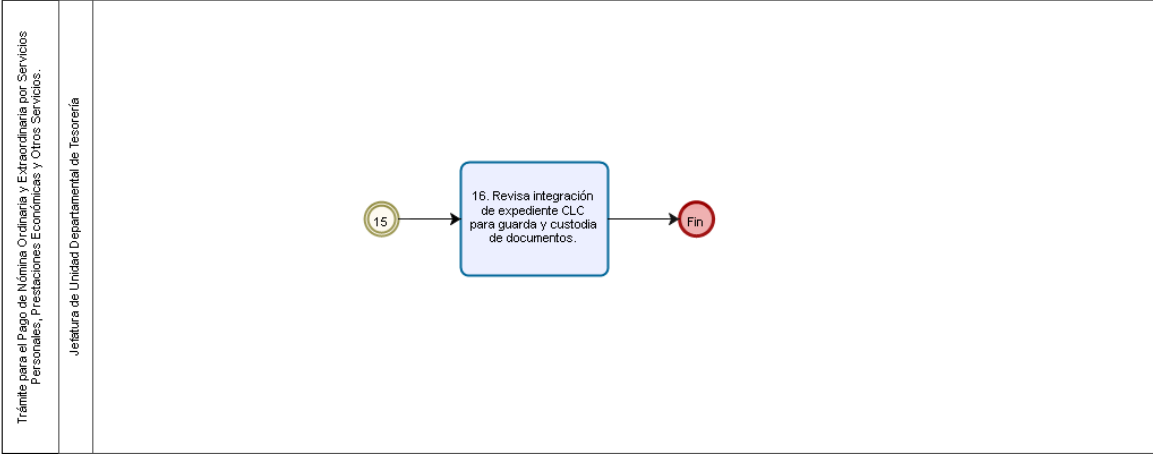 Trámite para el Pago de Nómina Ordinaria y Extraordinaria por Servicios
Personales, Prestaciones Económicas y Otros Servicios.
Jefatura de Unidad Departamental de Tesorería
15
16. Revisa integración
de expediente CLC
para guarda y custodia
de documentos.
Fin